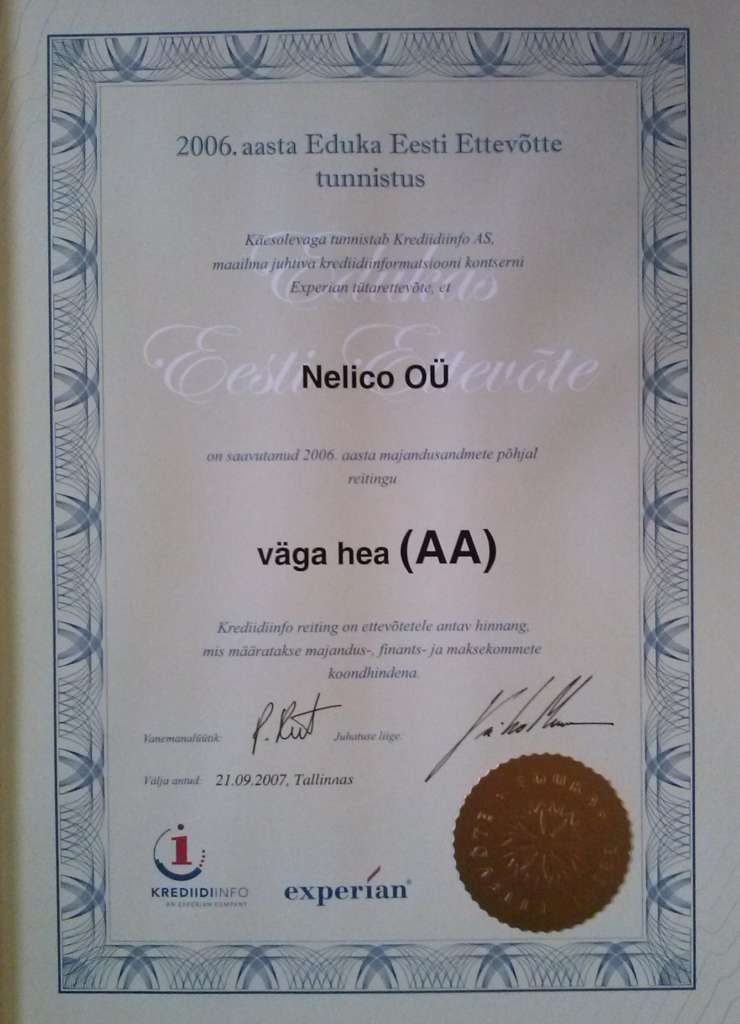 2006. aasta Eduka Eesti Ettevõtte
tunnistus
Käesolevaga tunnistab Krediidiinfo AS,
maailma juhtiva krediidiinformatsiooni kontserni
Experian tütarettevõte, et
Edukas
Eesti Ettevõte
Nelico OÜ
on saavutanud 2006. aasta majandusandmete põhjal
reitingu
väga hea (AA)
Krediidiinfo reiting on ettevõtetele antav hinnang,
mis määratakse majandus-, finants- ja maksekommete
koondhindena.
Vanemanalüütik: Juhatuse liige:
Välja antud: 21.09.2007, Tallinnas
i
KREDIIDIINFO
AN EXPERIAN COMPANY
experian®